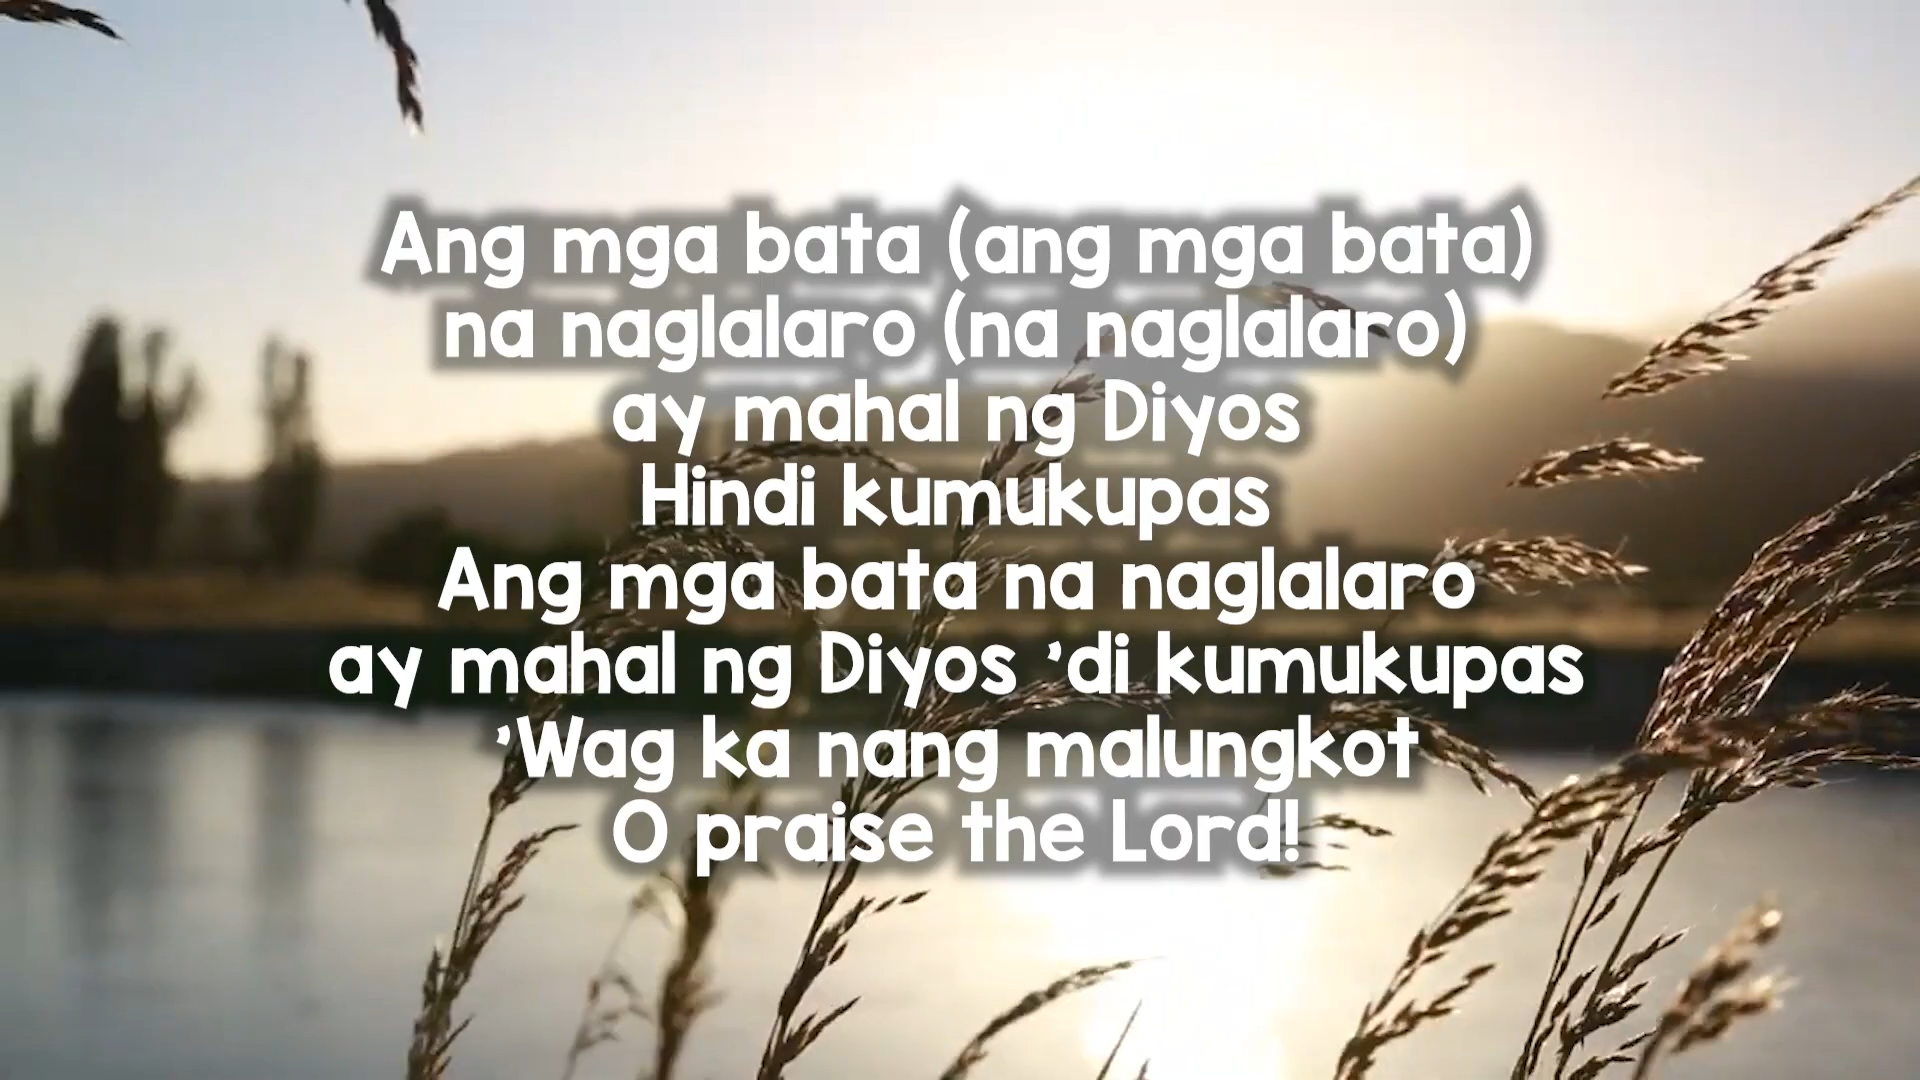 Ang mga bata (ang mga bata)
na naglalaro (na naglalaro)
ay mahal ng Diyos
Hindi kumukupas
Ang mga bata na naglalaro
ay mahal ng Diyos 'di kumukupas
'Wag ka nang malungkot
O praise the Lord!